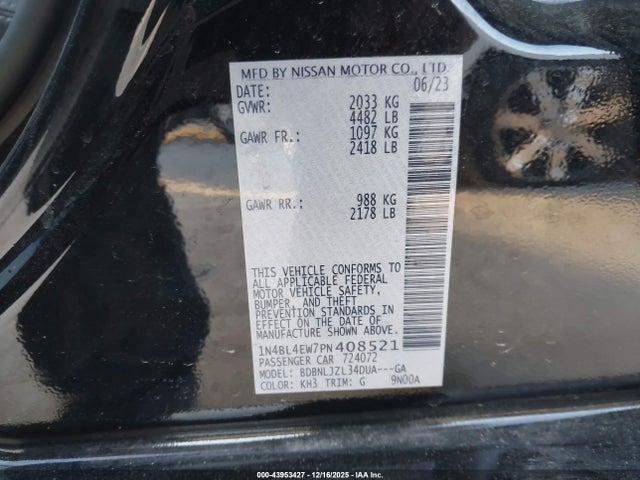 MFD BY NISSAN MOTOR CO., LTD.
DATE: 06/23
GVWR: 2033 KG
4482 LB
GAWR FR.: 1097 KG
2418 LB
GAWR RR.: 988 KG
2178 LB
THIS VEHICLE CONFORMS TO
ALL APPLICABLE FEDERAL
MOTOR VEHICLE SAFETY,
BUMPER, AND THEFT
PREVENTION STANDARDS IN
EFFECT ON THE DATE OF
MANUFACTURE SHOWN ABOVE.
1N4BL4EW7PN408521
PASSENGER CAR 724072
MODEL: BDBNLJZL34DUA---GA
COLOR: KH3 TRIM: G 9N00A
000-43953427 - 12/16/2025 - IAA Inc.